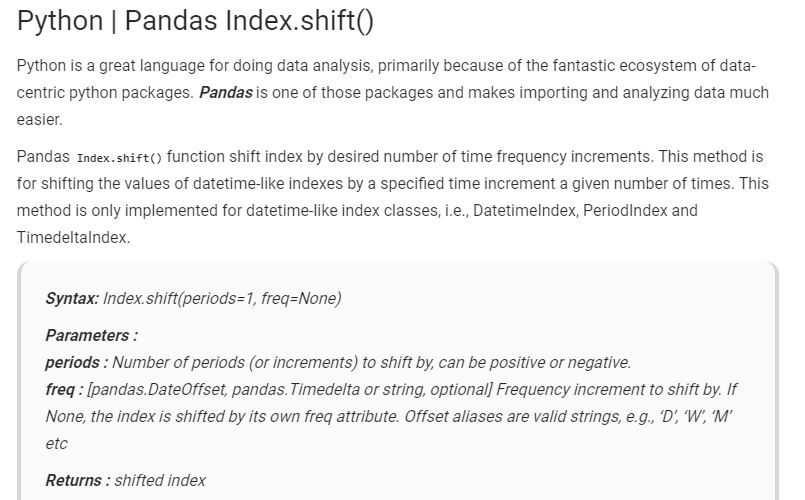 Python | Pandas Index.shift()
Python is a great language for doing data analysis, primarily because of the fantastic ecosystem of data-
centric python packages. Pandas is one of those packages and makes importing and analyzing data much
easier.
Pandas Index.shift() function shift index by desired number of time frequency increments. This method is
for shifting the values of datetime-like indexes by a specified time increment a given number of times. This
method is only implemented for datetime-like index classes, i.e., DatetimeIndex, PeriodIndex and
TimedeltaIndex.
Syntax: Index.shift(periods=1, freq=None)
Parameters :
periods : Number of periods (or increments) to shift by, can be positive or negative.
freq : [pandas.DateOffset, pandas.Timedelta or string, optional] Frequency increment to shift by. If
None, the index is shifted by its own freq attribute. Offset aliases are valid strings, e.g., ‘D’, ‘W’, ‘M’
etc
Returns : shifted index